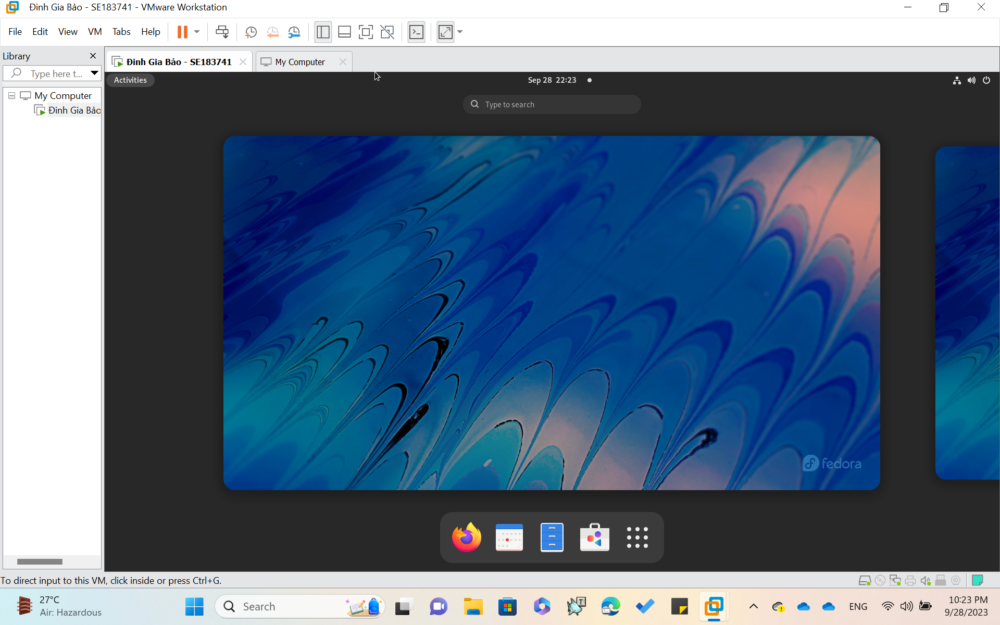 Đinh Gia Bảo - SE183741 - VMware Workstation
File Edit View VM Tabs Help
Library
Đinh Gia Bảo - SE183741
My Computer
Type here t...
Activities
Sep 28 22:23
My Computer
Type to search
Đinh Gia Bảo
fedora
To direct input to this VM, click inside or press Ctrl+G.
27°C
Air: Hazardous
Search
T
ENG
10:23 PM
9/28/2023